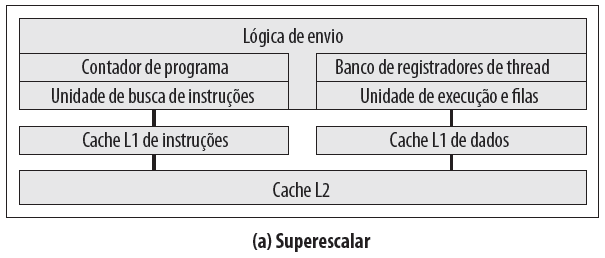 Lógica de envio
Contador de programa
Banco de registradores de thread
Unidade de busca de instruções
Unidade de execução e filas
Cache L1 de instruções
Cache L1 de dados
Cache L2
(a) Superescalar